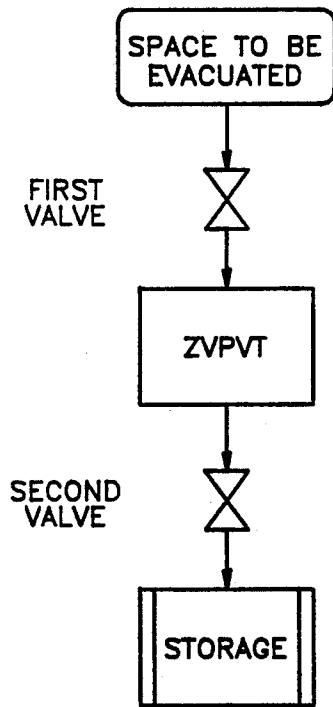 SPACE TO BE
EVACUATED
FIRST
VALVE
ZVPVT
SECOND
VALVE
STORAGE